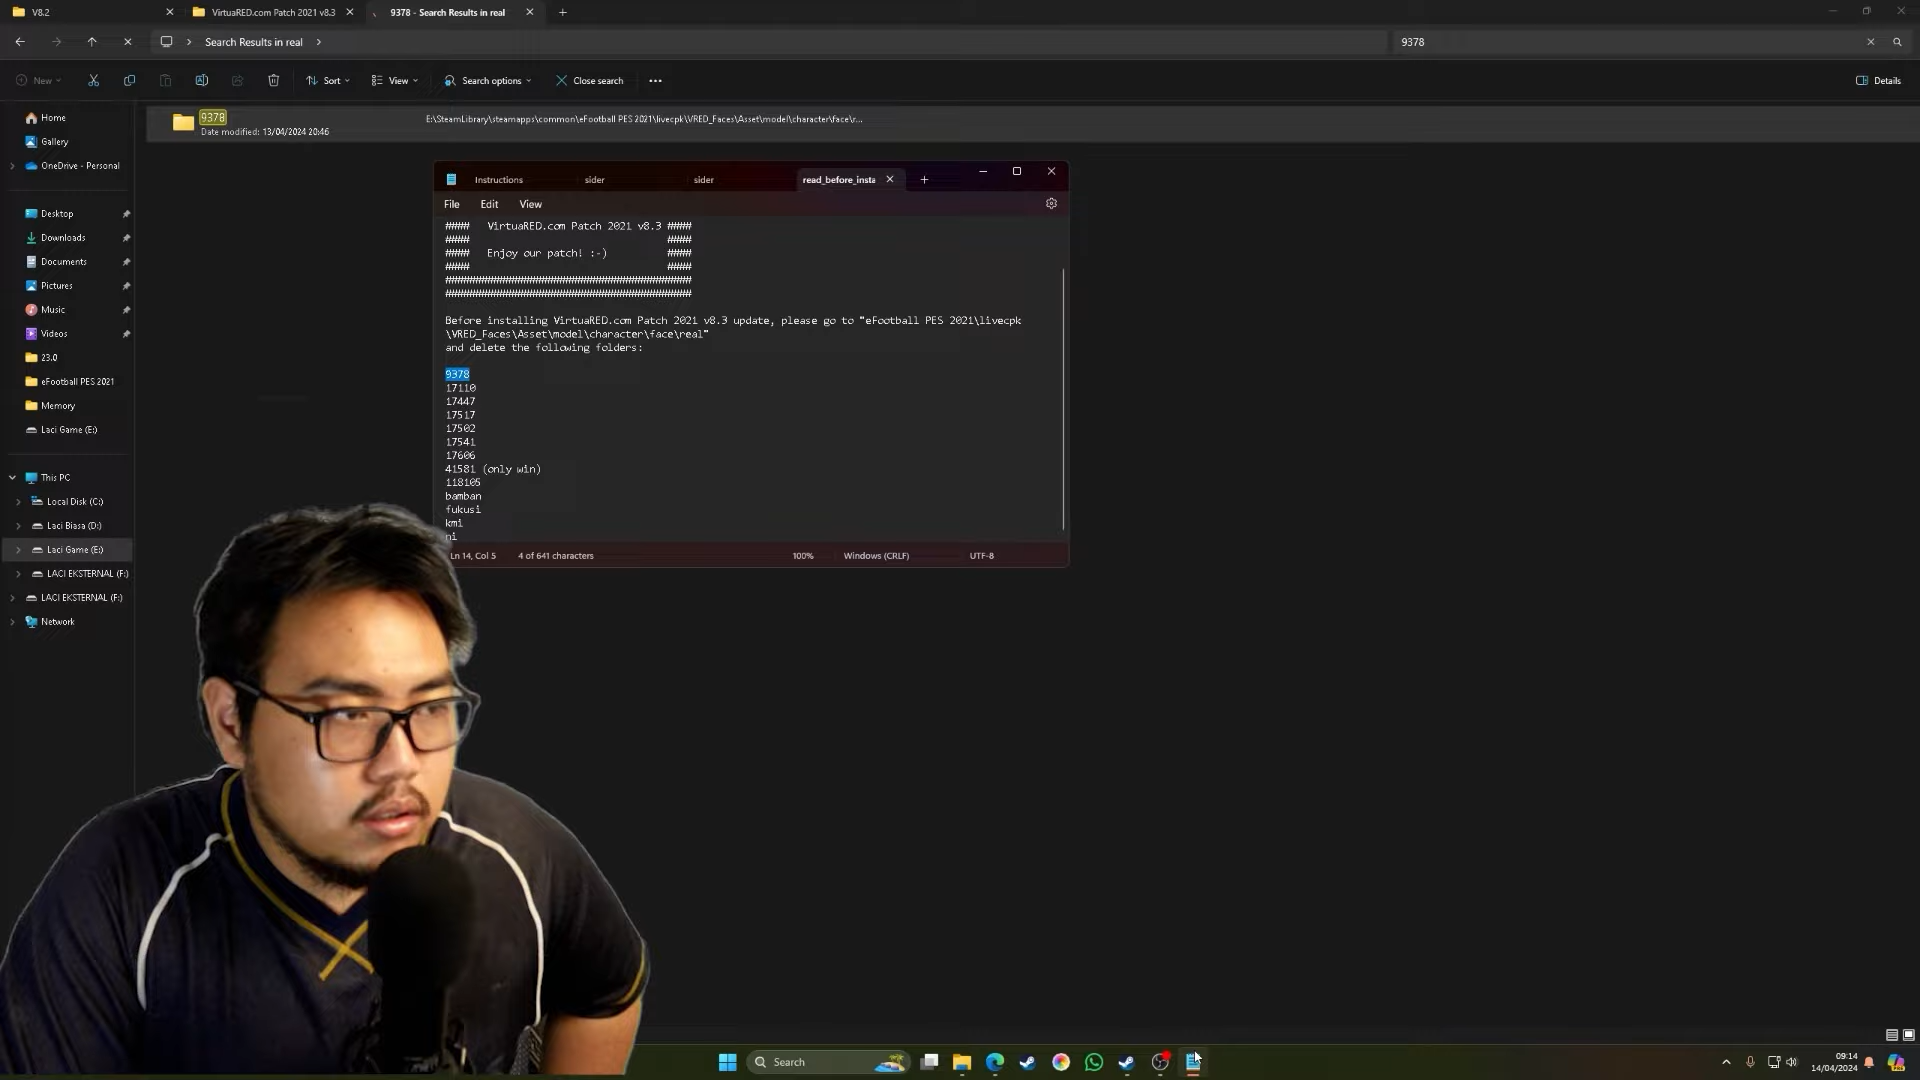 V8.2
VirtuaRED.com Patch 2021 v8.3
9378 - Search Results in real
Search Results in real
9378
New
Sort
View
Search options
Close search
Details
Home
Gallery
OneDrive - Personal
Desktop
Downloads
Documents
Pictures
Music
Videos
23.0
eFootball PES 2021
Memory
Laci Game (E:)
This PC
Local Disk (C:)
Laci Biasa (D:)
Laci Game (E:)
LACI EKSTERNAL (F:)
LACI EKSTERNAL (F:)
Network
9378
Date modified: 13/04/2024 20:46
E:\SteamLibrary\steamapps\common\eFootball PES 2021\livecpk\VRED_Faces\Asset\model\character\face\r...
Instructions
sider
sider
read_before_insta
File
Edit
View
#### VirtuaRED.com Patch 2021 v8.3 ####
#### ####
#### Enjoy our patch! :-) ####
#### ####
#########################################
#########################################
Before installing VirtuaRED.com Patch 2021 v8.3 update, please go to "eFootball PES 2021\livecpk
\VRED_Faces\Asset\model\character\face\real"
and delete the following folders:
9378
17110
17447
17517
17502
17541
17606
41581 (only win)
118105
bamban
fukusi
kmi
ni
Ln 14, Col 5
4 of 641 characters
100%
Windows (CRLF)
UTF-8
Search
09:14
14/04/2024